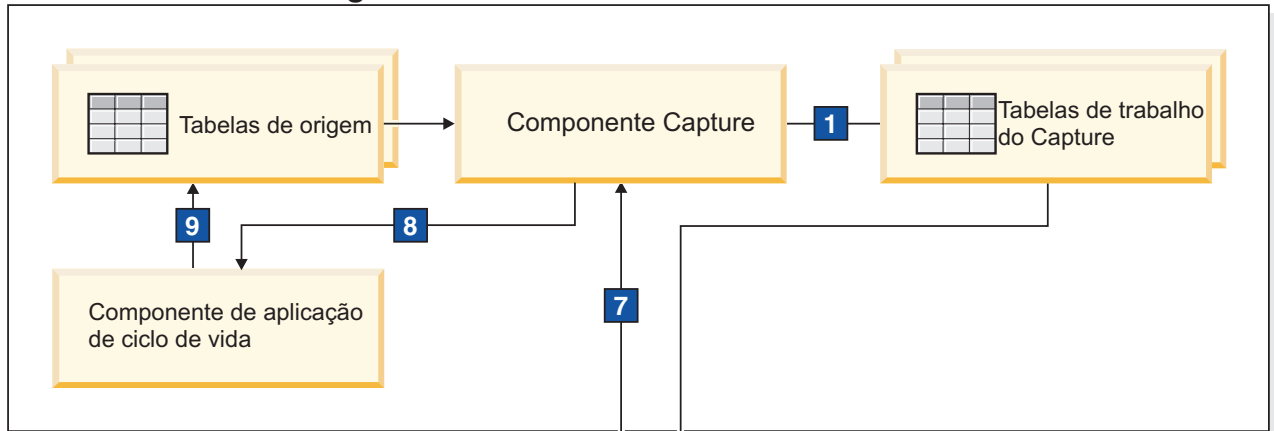 Tabelas de origem
Componente Capture
1
Tabelas de trabalho
do Capture
9
8
Componente de aplicação
de ciclo de vida
7